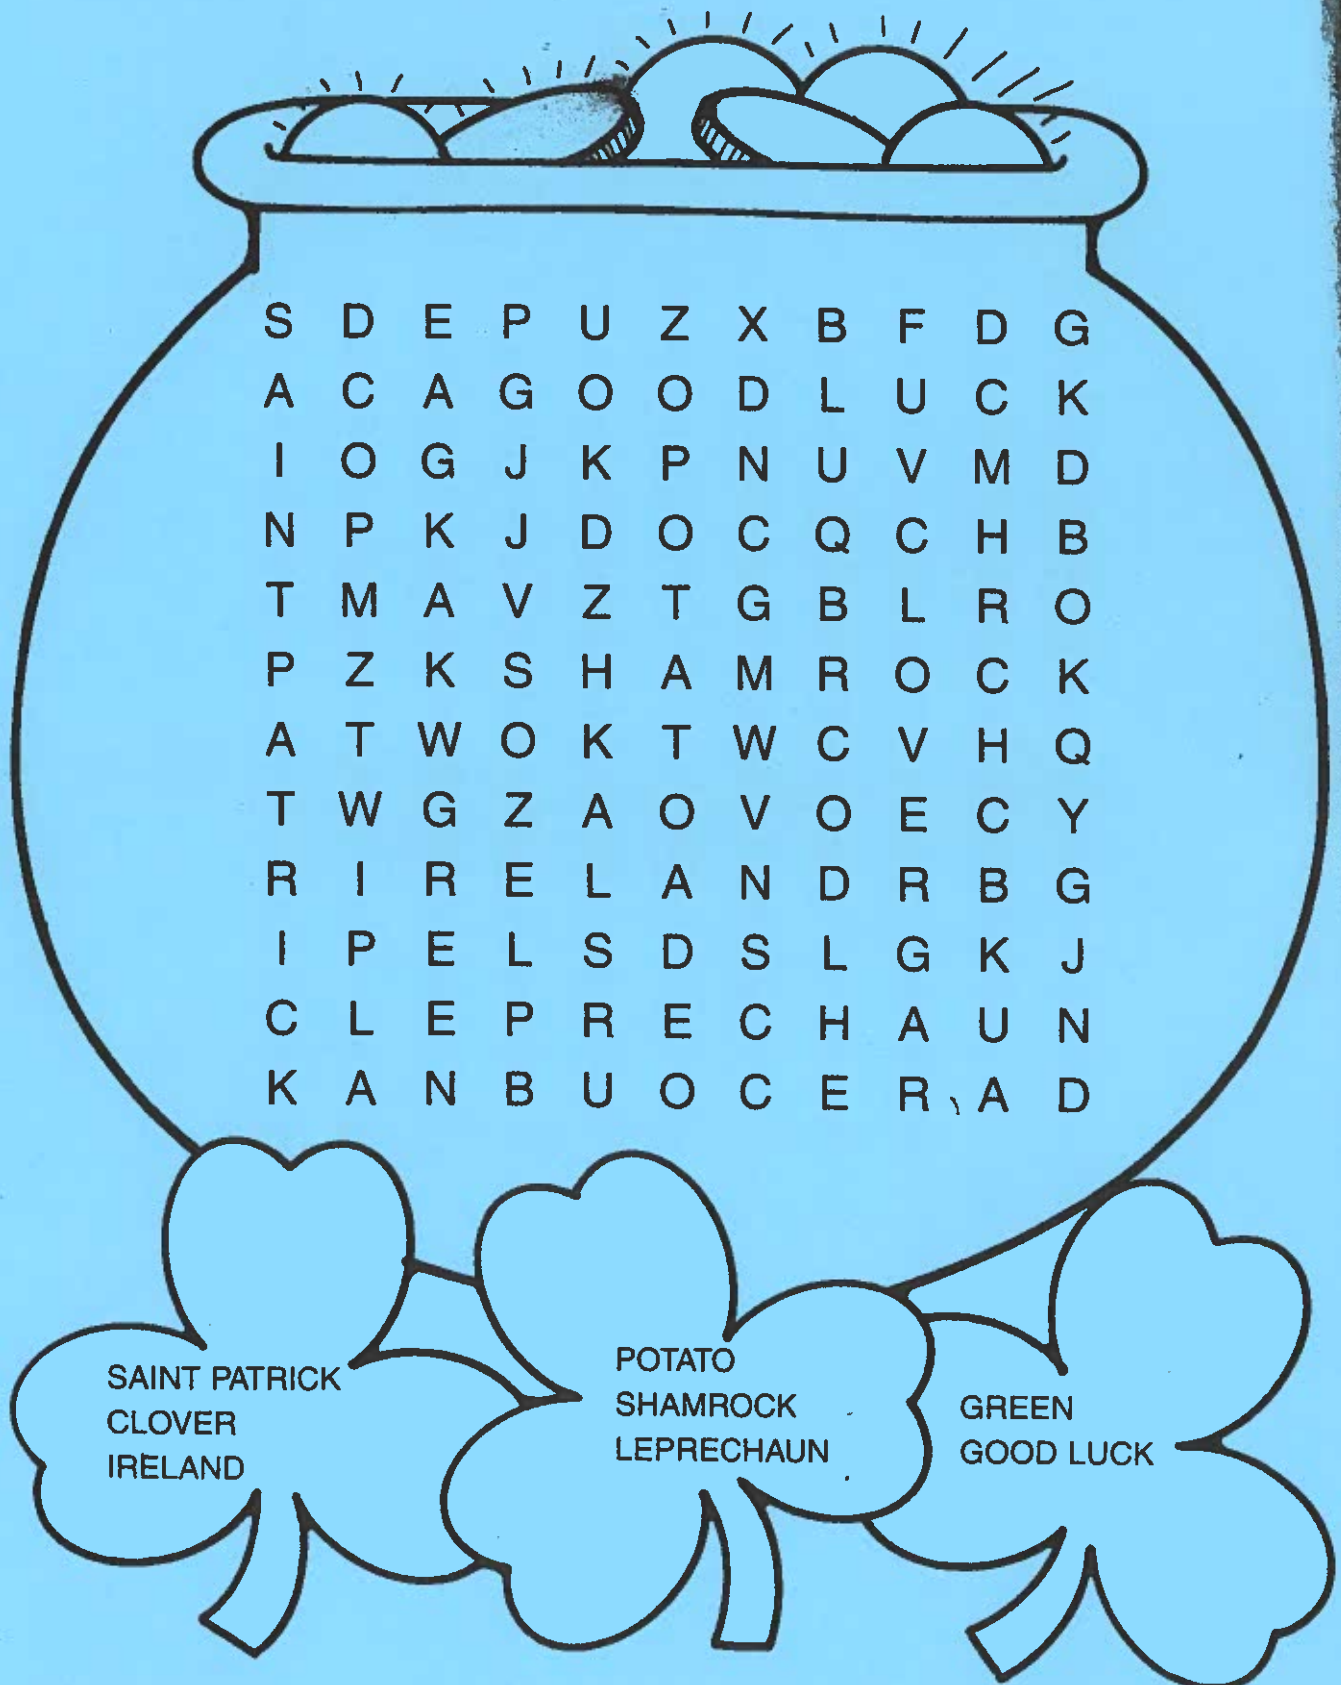 S D E P U Z X B F D G
A C A G O O D L U C K
I O G J K P N U V M D
N P K J D O C Q C H B
T M A V Z T G B L R O
P Z K S H A M R O C K
A T W O K T W C V H Q
T W G Z A O V O E C Y
R I R E L A N D R B G
I P E L S D S L G K J
C L E P R E C H A U N
K A N B U O C E R A D
SAINT PATRICK
CLOVER
IRELAND
POTATO
SHAMROCK
LEPRECHAUN
GREEN
GOOD LUCK